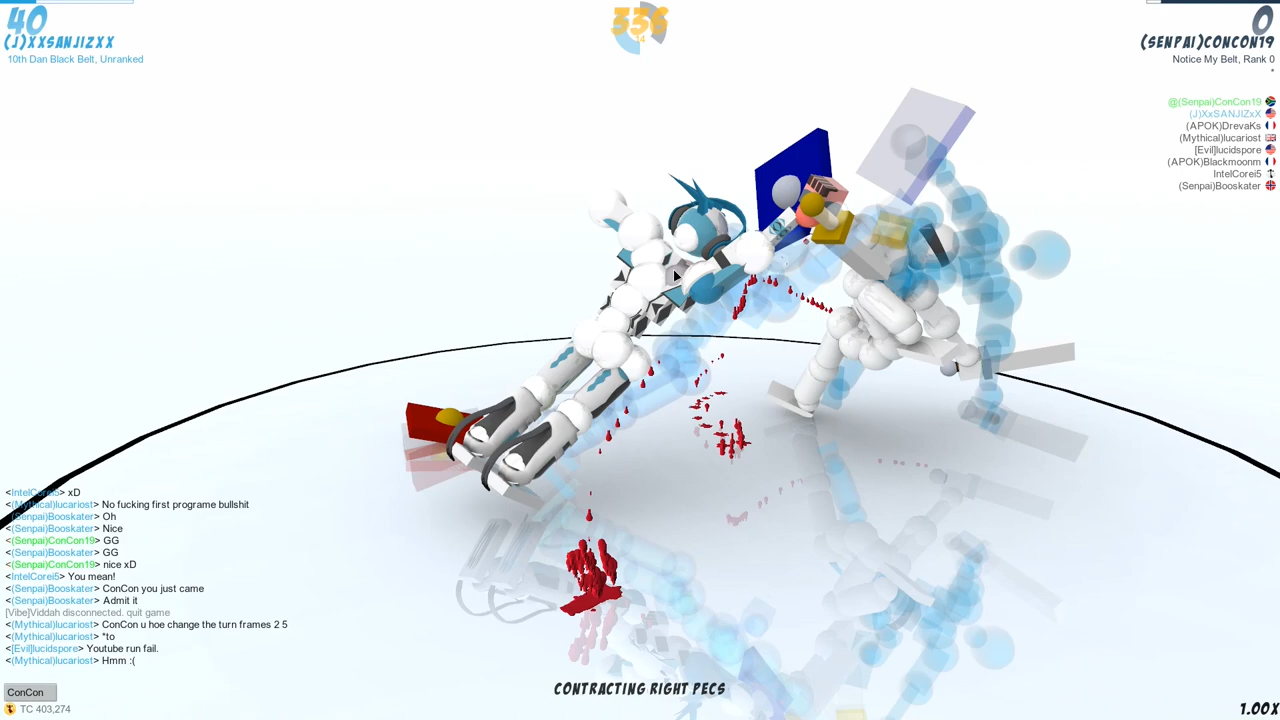 40
(J)XXSANJIZXX
10th Dan Black Belt, Unranked
336
14
0
(SENPAI)CONCON19
Notice My Belt, Rank 0
*
@(Senpai)ConCon19
(J)XxSANJIZxX
(APOK)DrevaKs
(Mythical)lucariost
[Evil]lucidspore
(APOK)Blackmoonm
IntelCorei5
(Senpai)Booskater
<IntelCorei5> xD
<(Mythical)lucariost> No fucking first programe bullshit
<(Senpai)Booskater> Oh
<(Senpai)Booskater> Nice
<(Senpai)ConCon19> GG
<(Senpai)Booskater> GG
<(Senpai)ConCon19> nice xD
<IntelCorei5> You mean!
<(Senpai)Booskater> ConCon you just came
<(Senpai)Booskater> Admit it
[Vibe]Viddah disconnected. quit game
<(Mythical)lucariost> ConCon u hoe change the turn frames 2 5
<(Mythical)lucariost> *to
<[Evil]lucidspore> Youtube run fail.
<(Mythical)lucariost> Hmm :(
ConCon
TC 403,274
CONTRACTING RIGHT PECS
1.00X